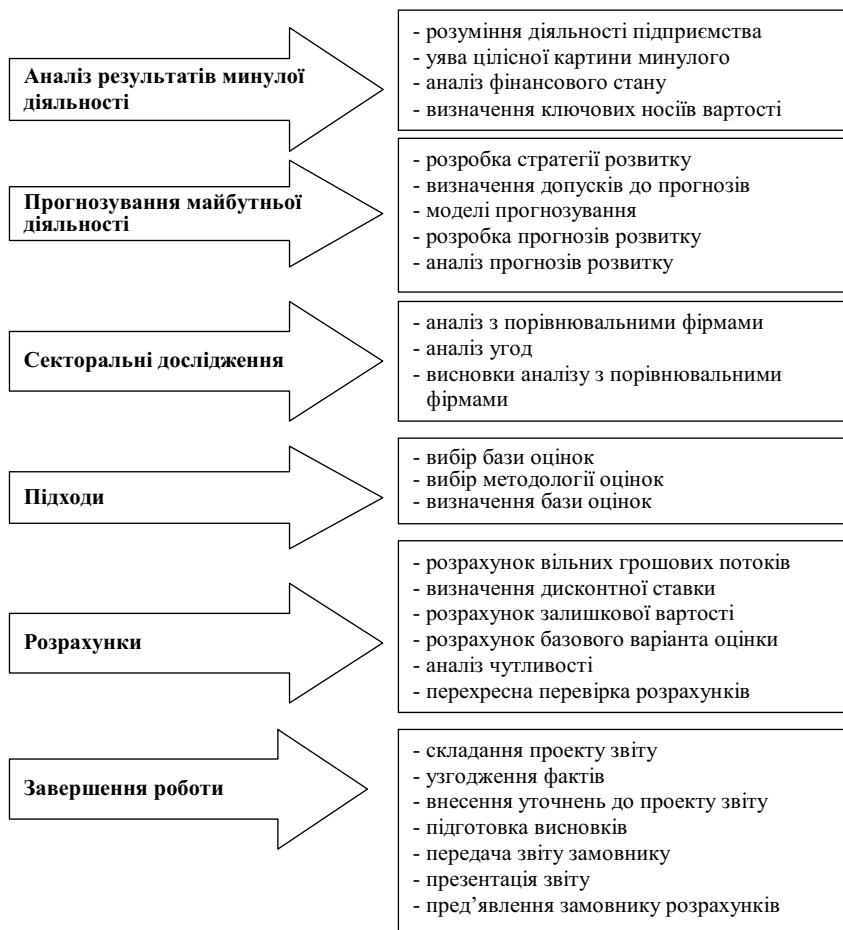 Аналіз результатів минулої
діяльності
- розуміння діяльності підприємства
- уява цілісної картини минулого
- аналіз фінансового стану
- визначення ключових носіїв вартості
Прогнозування майбутньої
діяльності
- розробка стратегії розвитку
- визначення допусків до прогнозів
- моделі прогнозування
- розробка прогнозів розвитку
- аналіз прогнозів розвитку
Секторальні дослідження
- аналіз з порівнювальними фірмами
- аналіз угод
- висновки аналізу з порівнювальними
фірмами
Підходи
- вибір бази оцінок
- вибір методології оцінок
- визначення бази оцінок
Розрахунки
- розрахунок вільних грошових потоків
- визначення дисконтної ставки
- розрахунок залишкової вартості
- розрахунок базового варіанта оцінки
- аналіз чутливості
- перехресна перевірка розрахунків
Завершення роботи
- складання проекту звіту
- узгодження фактів
- внесення уточнень до проекту звіту
- підготовка висновків
- передача звіту замовнику
- презентація звіту
- пред’явлення замовнику розрахунків